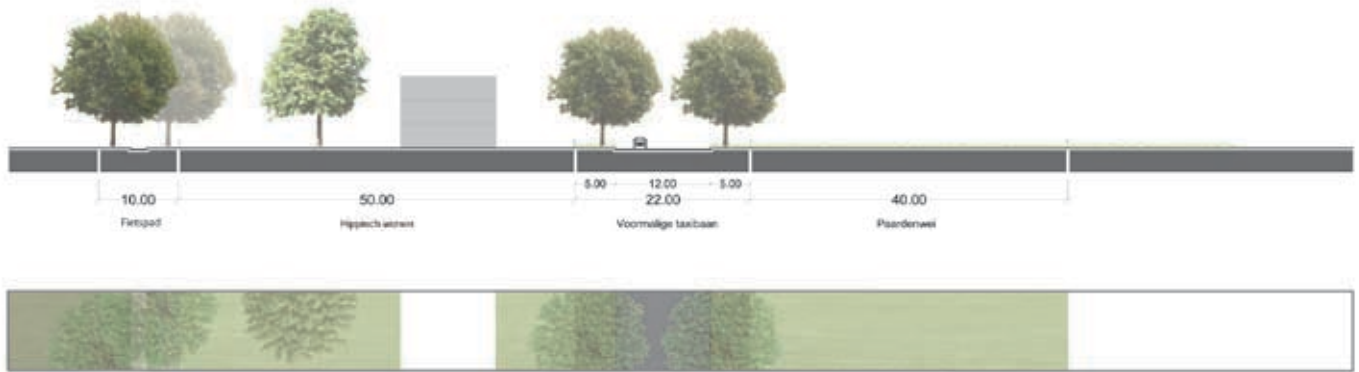 5.00 12.00 5.00
10.00 50.00 22.00 40.00
Fietspad Hippisch wonen Voormalige taxibaan Paardenwei